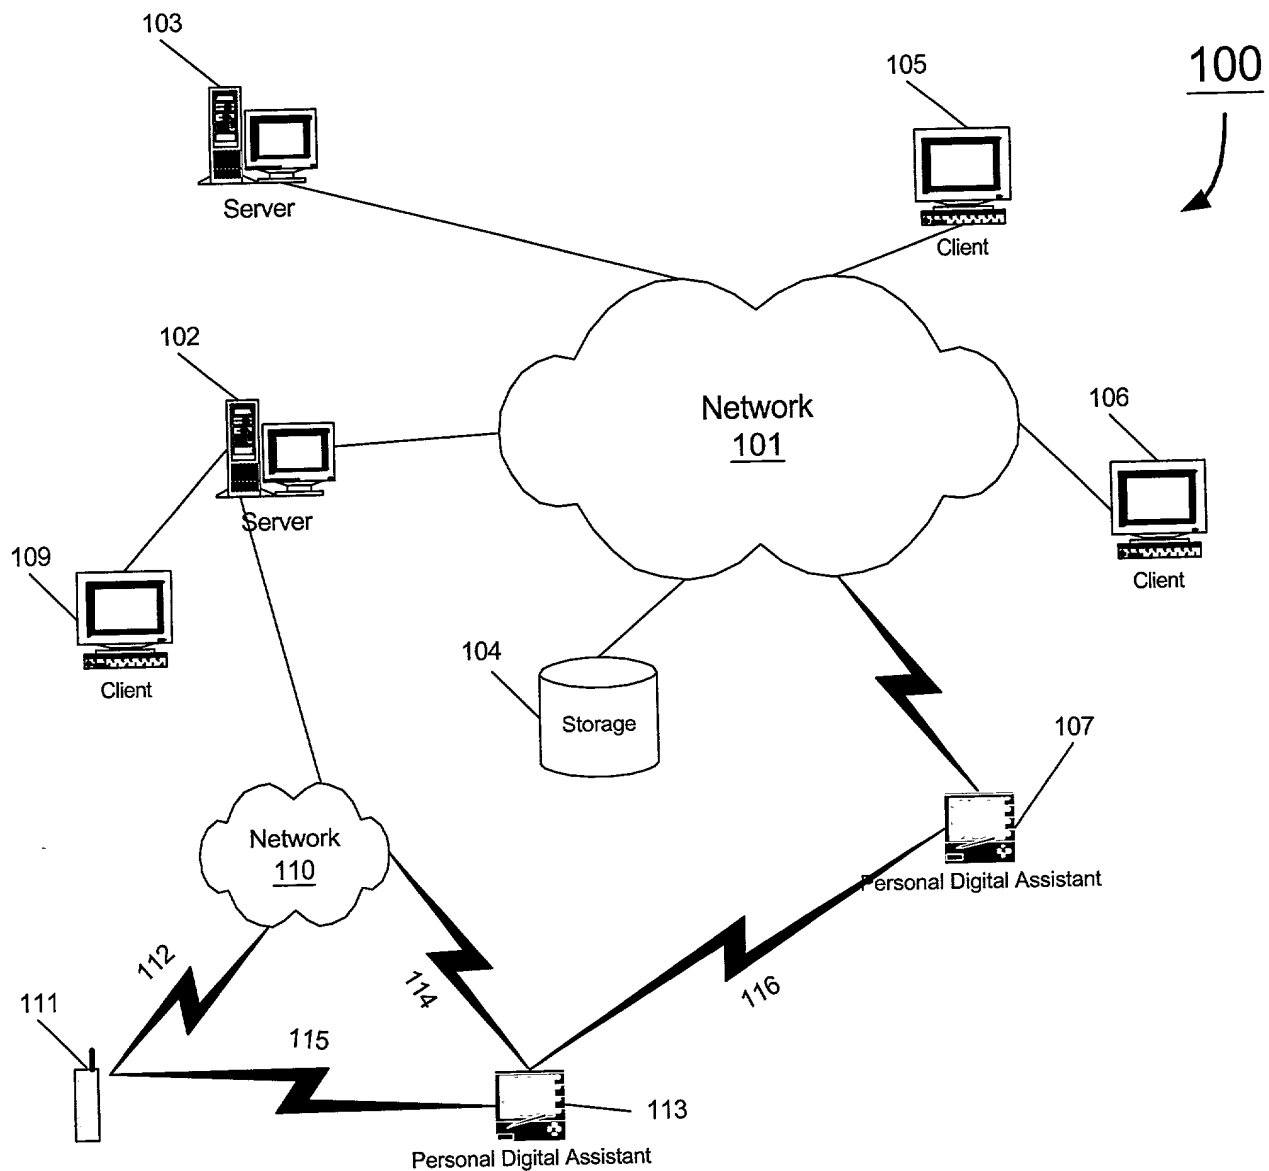 103
105
100
Server
Client
102
Network
101
106
Server
109
Client
Client
104
Storage
107
Network
110
Personal Digital Assistant
112
114
116
111
115
113
Personal Digital Assistant